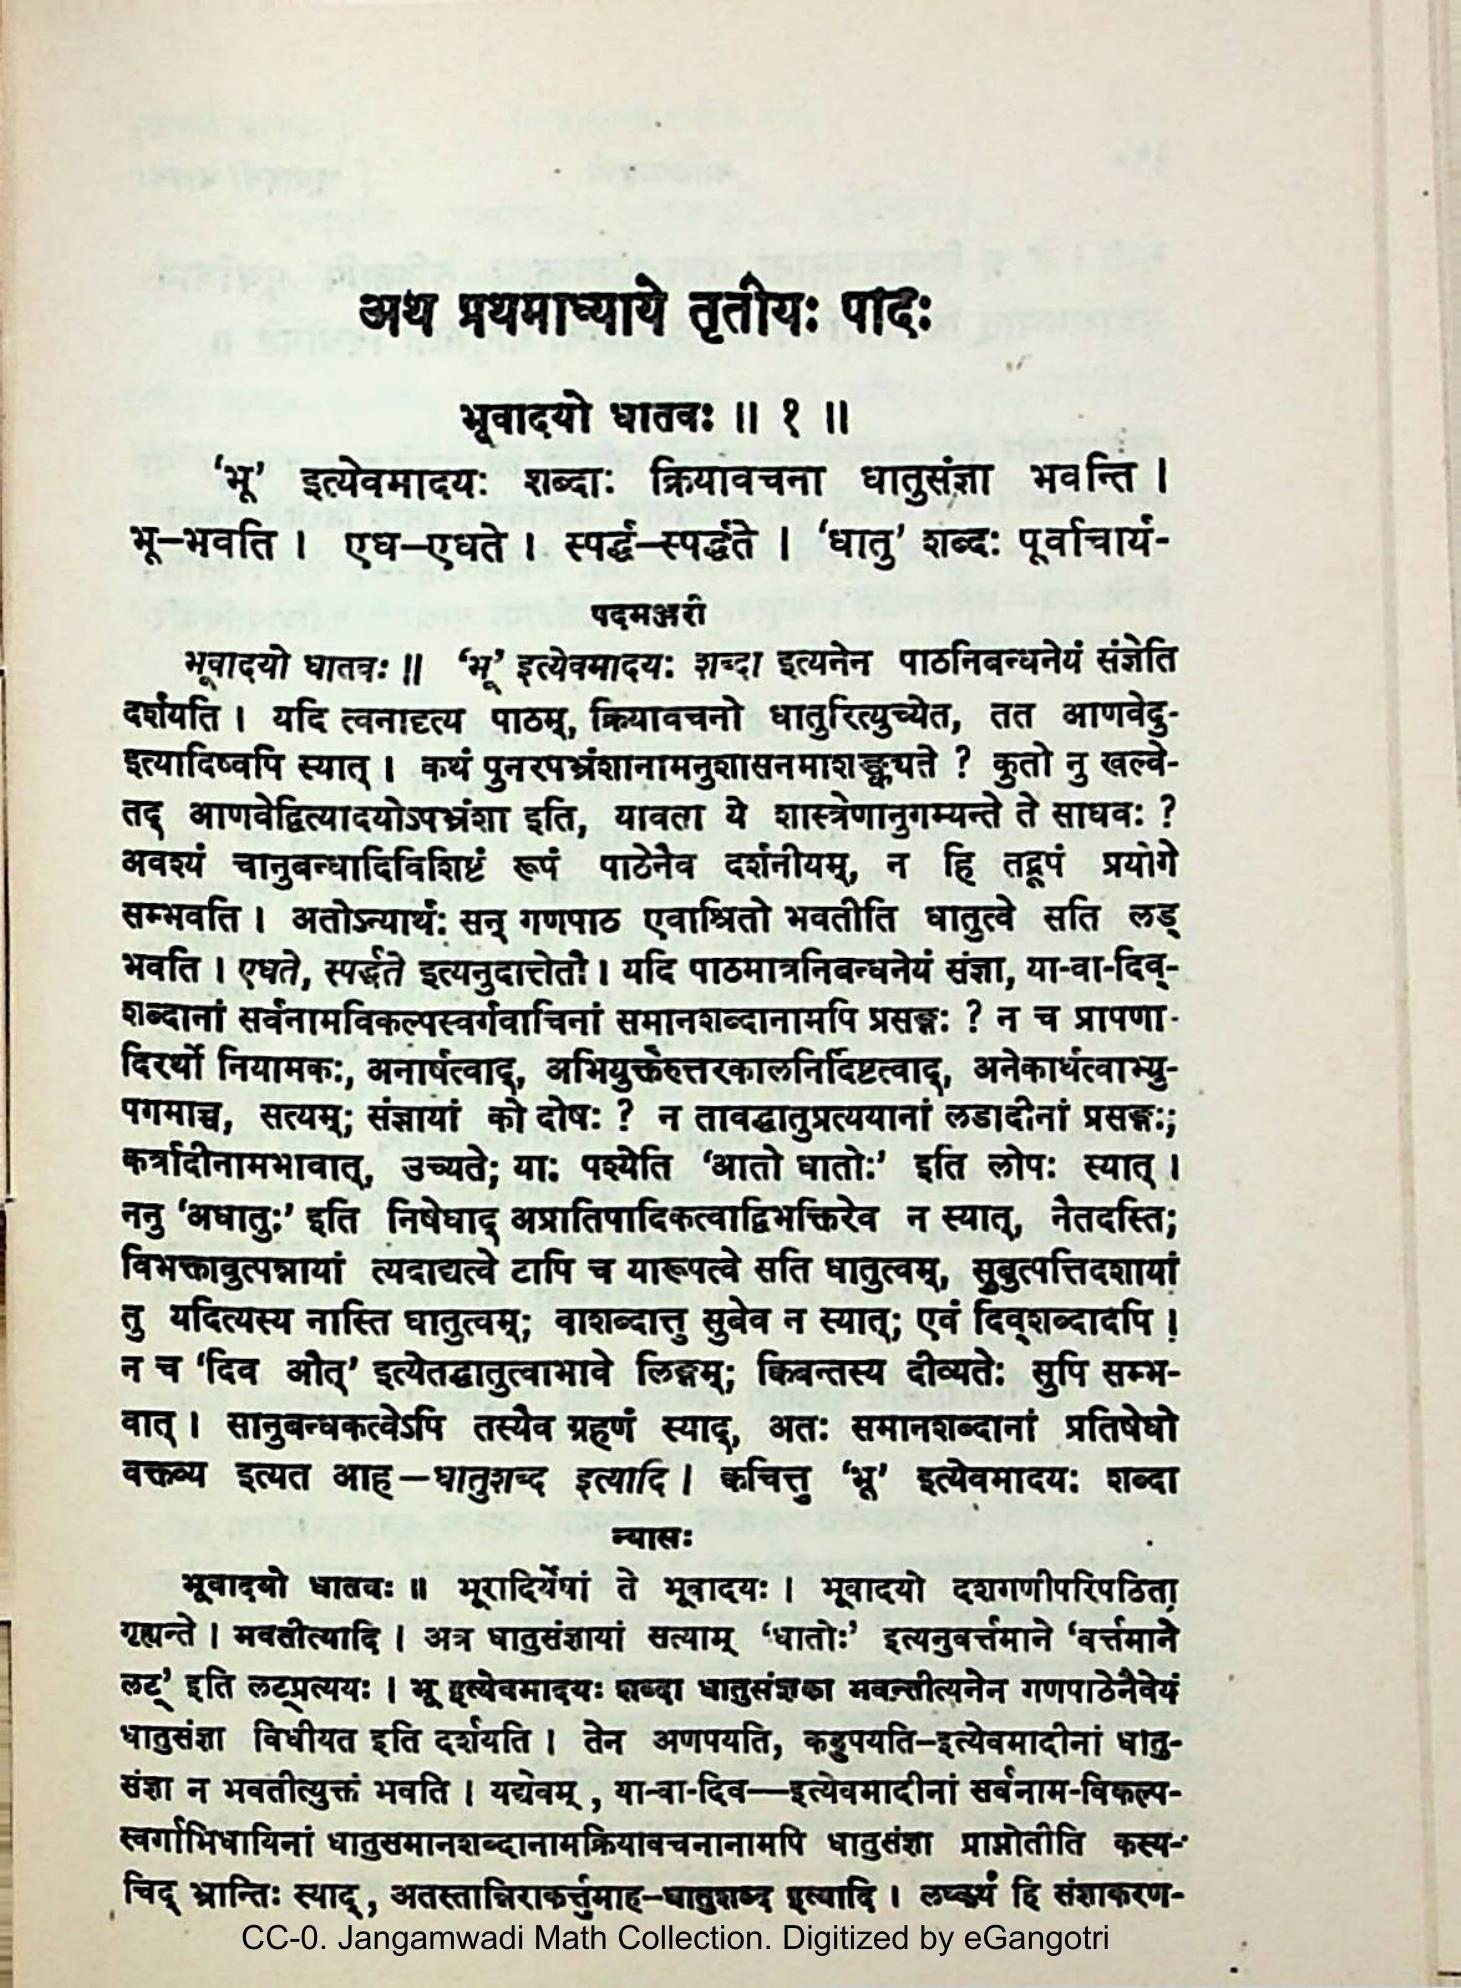 अथ प्रथमाध्याये तृतीयः पादः
भूवादयो धातवः ॥ १ ॥
‘भू’ इत्येवमादयः शब्दाः क्रियावचना धातुसंज्ञा भवन्ति ।
भू–भवति । एध–एधते । स्पर्द्ध–स्पर्द्धते । ‘धातु’ शब्दः पूर्वाचार्य-
पदमञ्जरी
भूवादयो धातवः ॥ ‘भू’ इत्येवमादयः शब्दा इत्यनेन पाठनिबन्धनेयं संज्ञेति
दर्शयति । यदि त्वनादृत्य पाठम्, क्रियावचनो धातुरित्युच्येत, तत आणवेदु-
इत्यादिष्वपि स्यात् । कथं पुनरपभ्रंशानामनुशासनमाशङ्क्यते ? कुतो नु खल्वे-
तद् आणवेद्वित्यादयोऽपभ्रंशा इति, यावता ये शास्त्रेणानुगम्यन्ते ते साधवः ?
अवश्यं चानुबन्धादिविशिष्टं रूपं पाठेनैव दर्शनीयम्, न हि तद्रूपं प्रयोगे
सम्भवति । अतोऽन्यार्थः सन् गणपाठ एवाश्रितो भवतीति धातुत्वे सति लड्
भवति । एधते, स्पर्द्धते इत्यनुदात्तेतौ । यदि पाठमात्रनिबन्धनेयं संज्ञा, या-वा-दिव्-
शब्दानां सर्वनामविकल्पस्वर्गवाचिनां समानशब्दानामपि प्रसङ्गः ? न च प्रापणा-
दिरर्थो नियामकः, अनार्षत्वाद्, अभियुक्तैरुत्तरकालनिर्दिष्टत्वाद्, अनेकार्थत्वाभ्यु-
पगमाच्च, सत्यम्; संज्ञायां को दोषः ? न तावद्धातुप्रत्ययानां लडादीनां प्रसङ्गः;
कर्त्रादीनामभावात्, उच्यते; याः पश्येति ‘आतो धातोः’ इति लोपः स्यात् ।
ननु ‘अधातुः’ इति निषेधाद् अप्रातिपादिकत्वाद्विभक्तिरेव न स्यात्, नैतदस्ति;
विभक्तावुत्पन्नायां त्यदाद्यत्वे टापि च यारूपत्वे सति धातुत्वम्, सुबुत्पत्तिदशायां
तु यदित्यस्य नास्ति धातुत्वम्; वाशब्दात्तु सुबेव न स्यात्; एवं दिव्शब्दादपि ।
न च ‘दिव औत्’ इत्येतद्धातुत्वाभावे लिङ्गम्; क्विबन्तस्य दीव्यतेः सुपि सम्भ-
वात् । सानुबन्धकत्वेऽपि तस्यैव ग्रहणं स्याद्, अतः समानशब्दानां प्रतिषेधो
वक्तव्य इत्यत आह–धातुशब्द इत्यादि । क्वचित्तु ‘भू’ इत्येवमादयः शब्दा
न्यासः
भूवादयो धातवः ॥ भूरादिर्येषां ते भूवादयः । भूवादयो दशगणीपरिपठिता
गृह्यन्ते । भवतीत्यादि । अत्र धातुसंज्ञायां सत्याम् ‘धातोः’ इत्यनुवर्त्तमाने ‘वर्त्तमाने
लट्’ इति लट्प्रत्ययः । भू इत्येवमादयः शब्दा धातुसंज्ञका भवन्तीत्यनेन गणपाठेनैवेयं
धातुसंज्ञा विधीयत इति दर्शयति । तेन अणपयति, कड्डुपयति–इत्येवमादीनां धातु-
संज्ञा न भवतीत्युक्तं भवति । यद्येवम्, या-वा-दिव—इत्येवमादीनां सर्वनाम-विकल्प-
स्वर्गाभिधायिनां धातुसमानशब्दानामक्रियावचनानामपि धातुसंज्ञा प्राप्नोतीति कस्य-
चिद् भ्रान्तिः स्याद्, अतस्तान्निराकर्त्तुमाह–धातुशब्द इत्यादि । लघ्वर्थं हि संज्ञाकरण-
CC-0. Jangamwadi Math Collection. Digitized by eGangotri